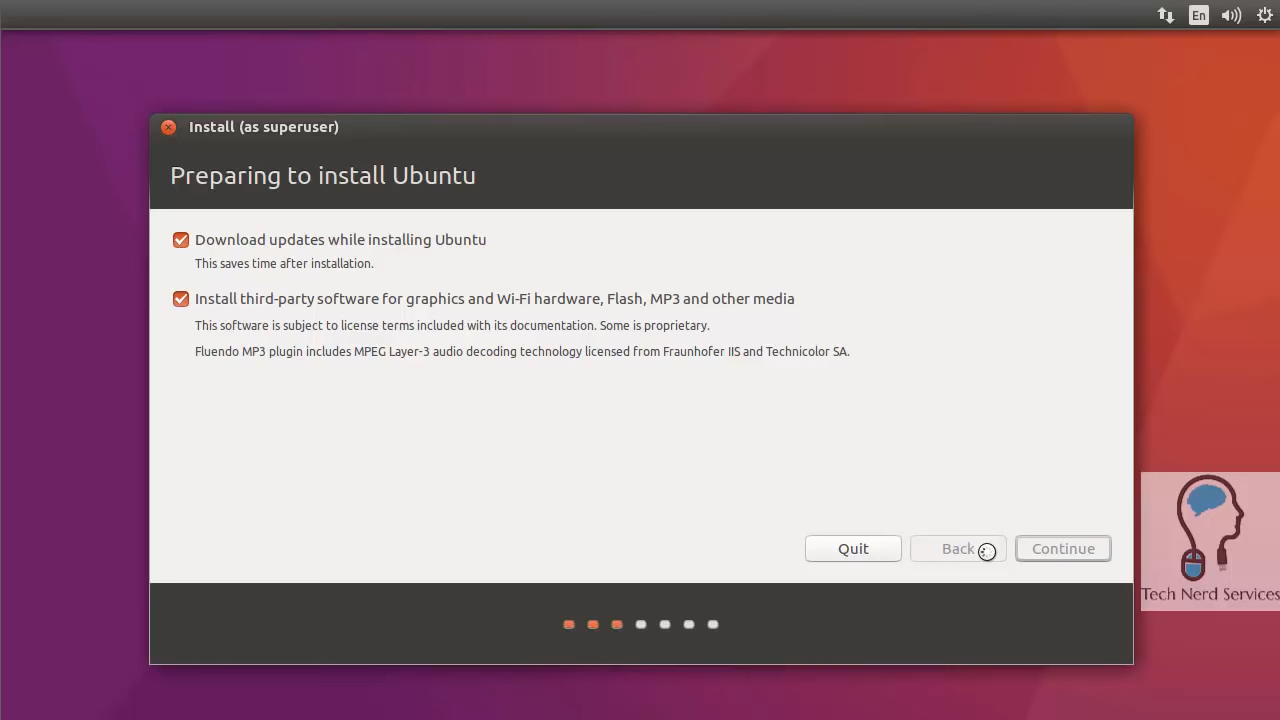 En
Install (as superuser)
Preparing to install Ubuntu
Download updates while installing Ubuntu
This saves time after installation.
Install third-party software for graphics and Wi-Fi hardware, Flash, MP3 and other media
This software is subject to license terms included with its documentation. Some is proprietary.
Fluendo MP3 plugin includes MPEG Layer-3 audio decoding technology licensed from Fraunhofer IIS and Technicolor SA.
Quit
Back
Continue
Tech Nerd Services